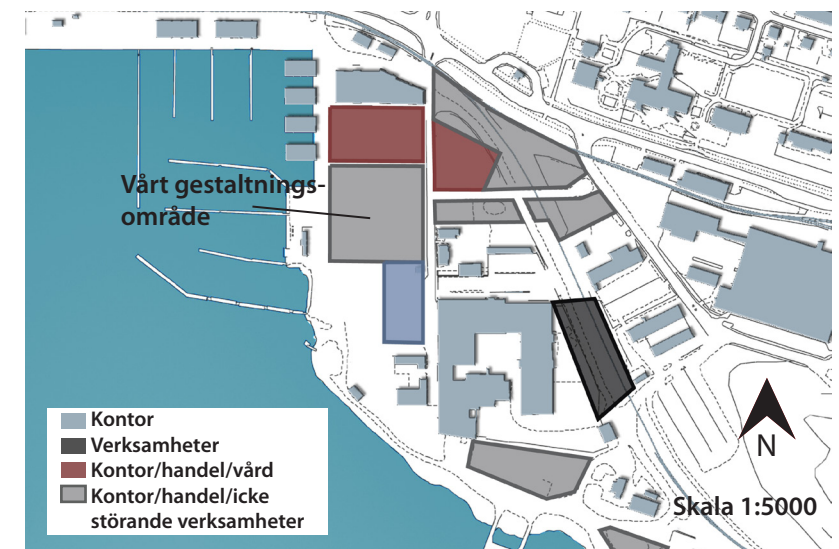 Vårt gestaltnings-
område
Kontor
Verksamheter
Kontor/handel/vård
Kontor/handel/icke
störande verksamheter
N
Skala 1:5000